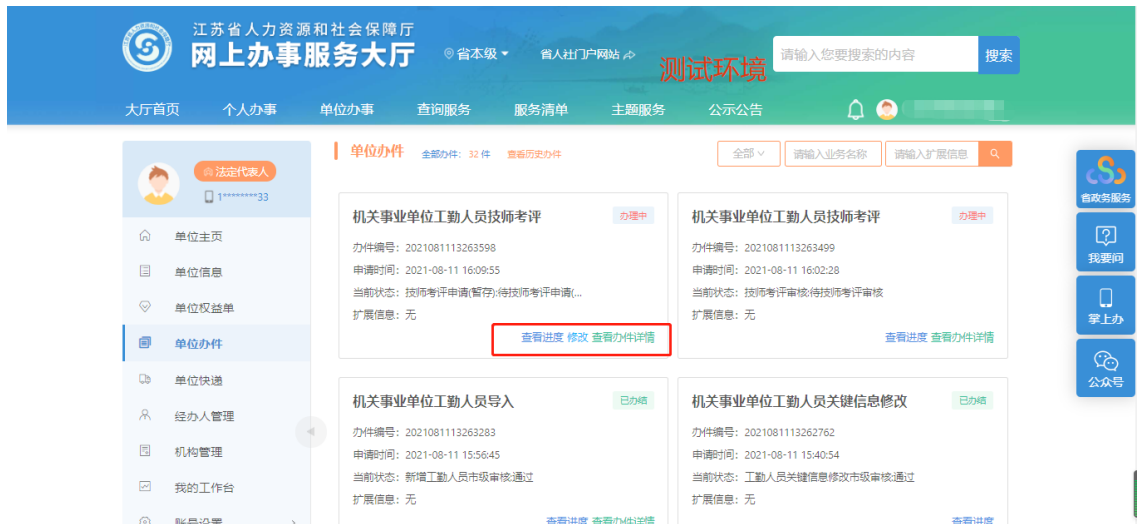 江苏省人力资源和社会保障厅
网上办事服务大厅
省本级
省人社门户网站
测试环境
请输入您要搜索的内容
搜索
大厅首页 个人办事 单位办事 查询服务 服务清单 主题服务 公示公告
法定代表人
1********33
单位主页
单位信息
单位权益单
单位办件
单位快递
经办人管理
机构管理
我的工作台
账号设置
单位办件 全部办件: 32 件 查看历史办件
全部 请输入业务名称 请输入扩展信息
机关事业单位工勤人员技师考评 办理中
办件编号: 2021081113263598
申请时间: 2021-08-11 16:09:55
当前状态: 技师考评申请(暂存):待技师考评申请(...
扩展信息: 无
查看进度 修改 查看办件详情
机关事业单位工勤人员技师考评 办理中
办件编号: 2021081113263499
申请时间: 2021-08-11 16:02:28
当前状态: 技师考评审核:待技师考评审核
扩展信息: 无
查看进度 查看办件详情
机关事业单位工勤人员导入 已办结
办件编号: 2021081113263283
申请时间: 2021-08-11 15:56:45
当前状态: 新增工勤人员市级审核:通过
扩展信息: 无
查看进度 查看办件详情
机关事业单位工勤人员关键信息修改 已办结
办件编号: 2021081113262762
申请时间: 2021-08-11 15:40:54
当前状态: 工勤人员关键信息修改市级审核:通过
扩展信息: 无
查看进度
省政务服务
我要问
掌上办
公众号